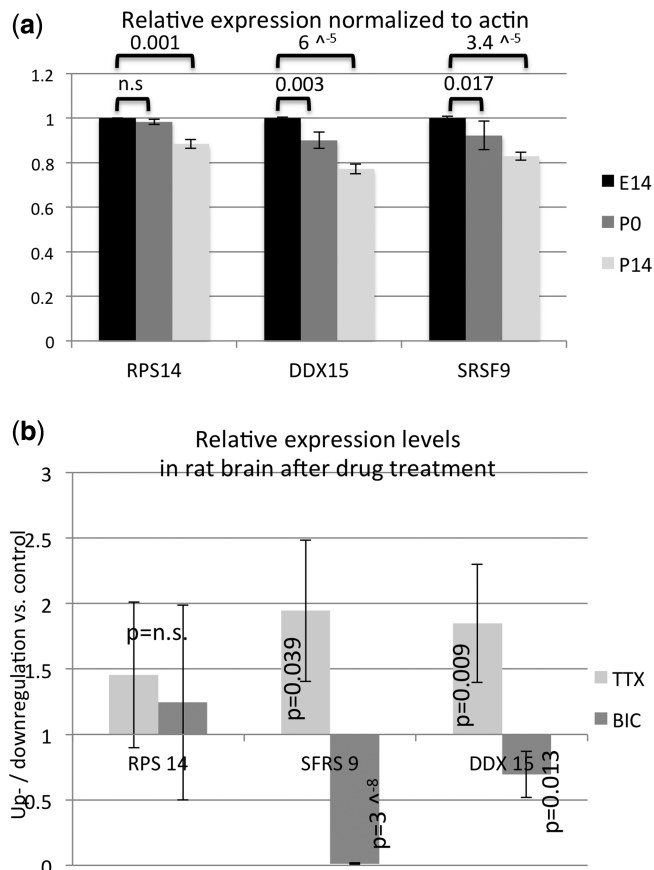 (a)
Relative expression normalized to actin
0.001
6 ^-5
3.4 ^-5
1.2
n.s
0.003
0.017
1
0.8
0.6
0.4
0.2
0
E14
P0
P14
RPS14
DDX15
SRSF9
(b)
Relative expression levels
in rat brain after drug treatment
Up- / downregulation vs. control
3
2.5
2
1.5
1
0.5
0
p=n.s.
p=0.039
p=0.009
p=3 ^-8
p=0.013
RPS 14
SFRS 9
DDX 15
TTX
BIC